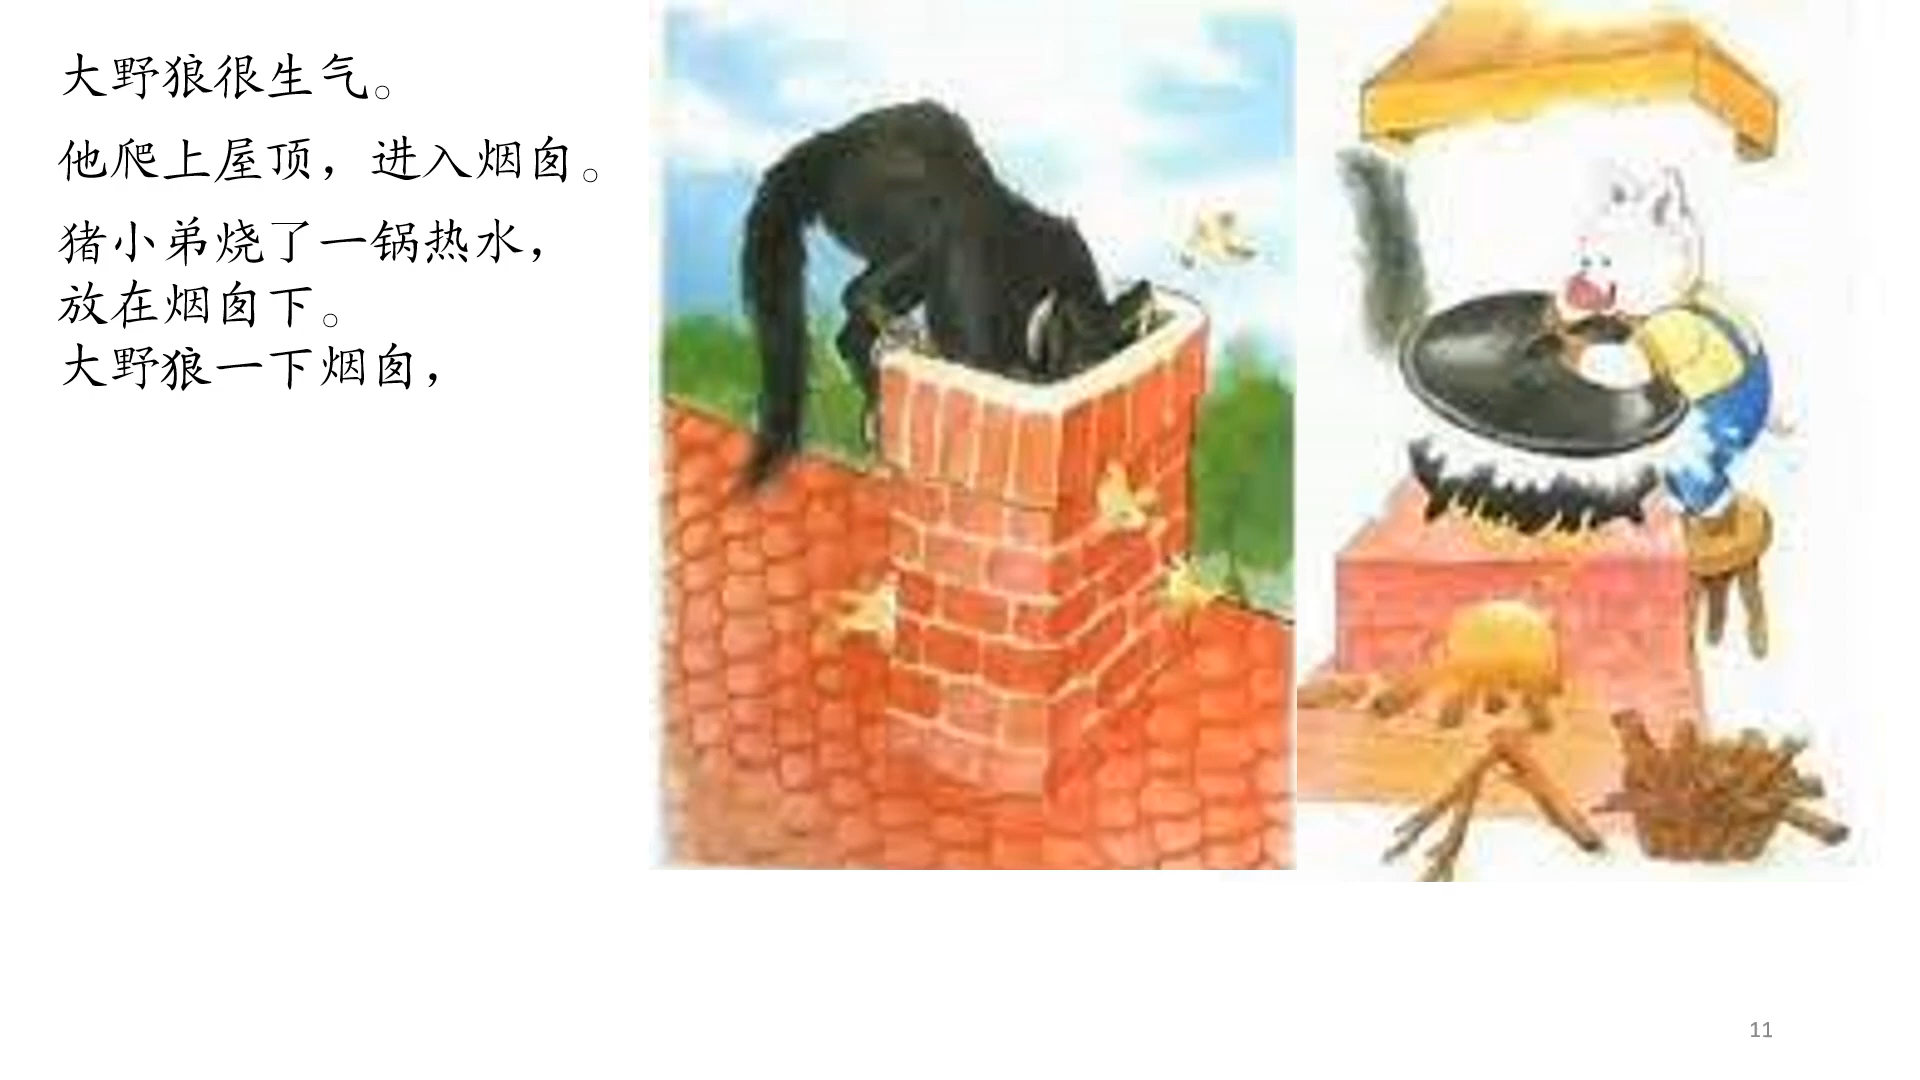 大野狼很生气。
他爬上屋顶，进入烟囱。
猪小弟烧了一锅热水，
放在烟囱下。
大野狼一下烟囱，
11